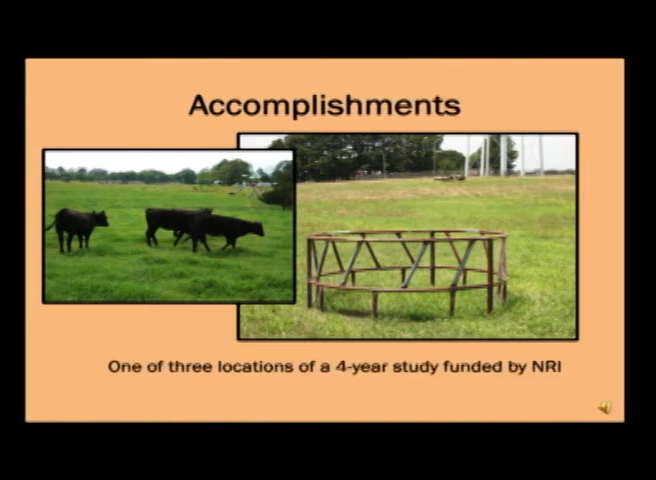 Accomplishments
One of three locations of a 4-year study funded by NRI